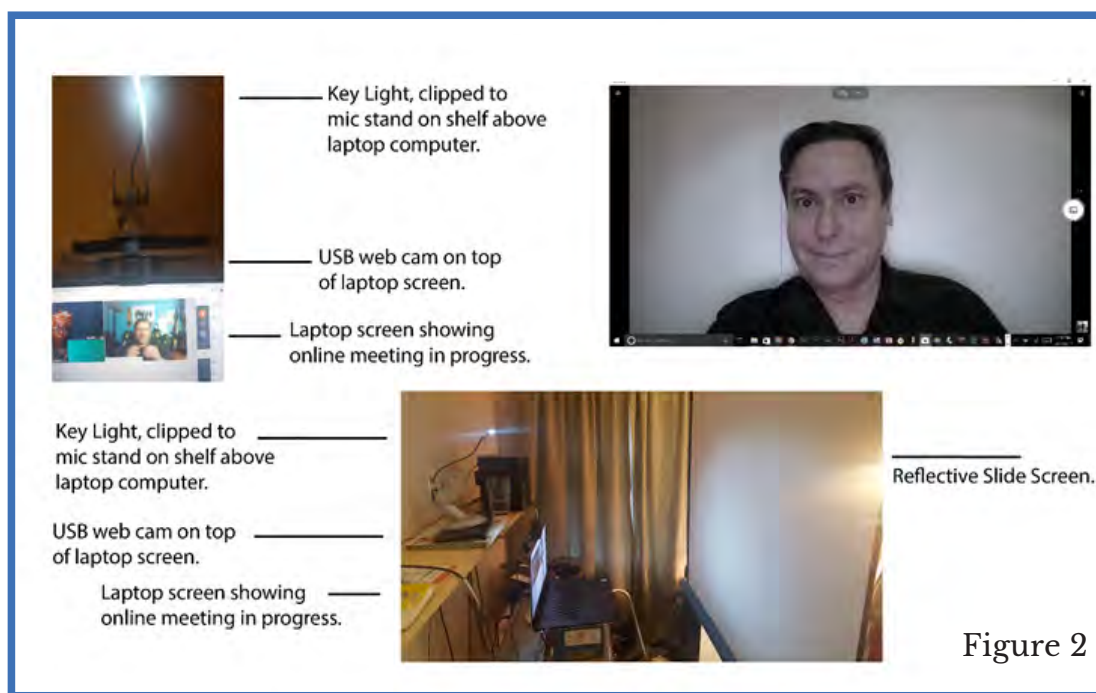 Key Light, clipped to
mic stand on shelf above
laptop computer.
USB web cam on top
of laptop screen.
Laptop screen showing
online meeting in progress.
Key Light, clipped to
mic stand on shelf above
laptop computer.
USB web cam on top
of laptop screen.
Laptop screen showing
online meeting in progress.
Reflective Slide Screen.
Figure 2